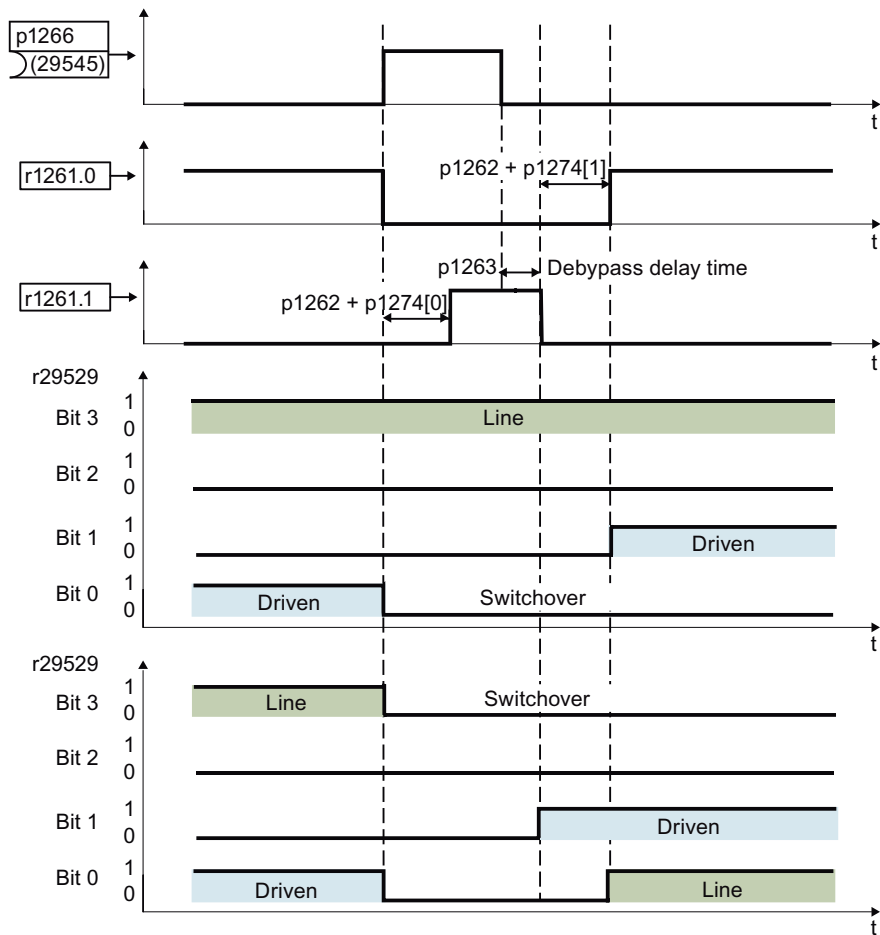 p1266
(29545)
t
r1261.0
p1262 + p1274[1]
t
r1261.1
p1263
Debypass delay time
p1262 + p1274[0]
t
r29529
Bit 3
1
0
Line
Bit 2
1
0
Bit 1
1
0
Driven
Bit 0
1
0
Driven
Switchover
t
r29529
Bit 3
1
0
Line
Switchover
Bit 2
1
0
Bit 1
1
0
Driven
Bit 0
1
0
Driven
Line
t